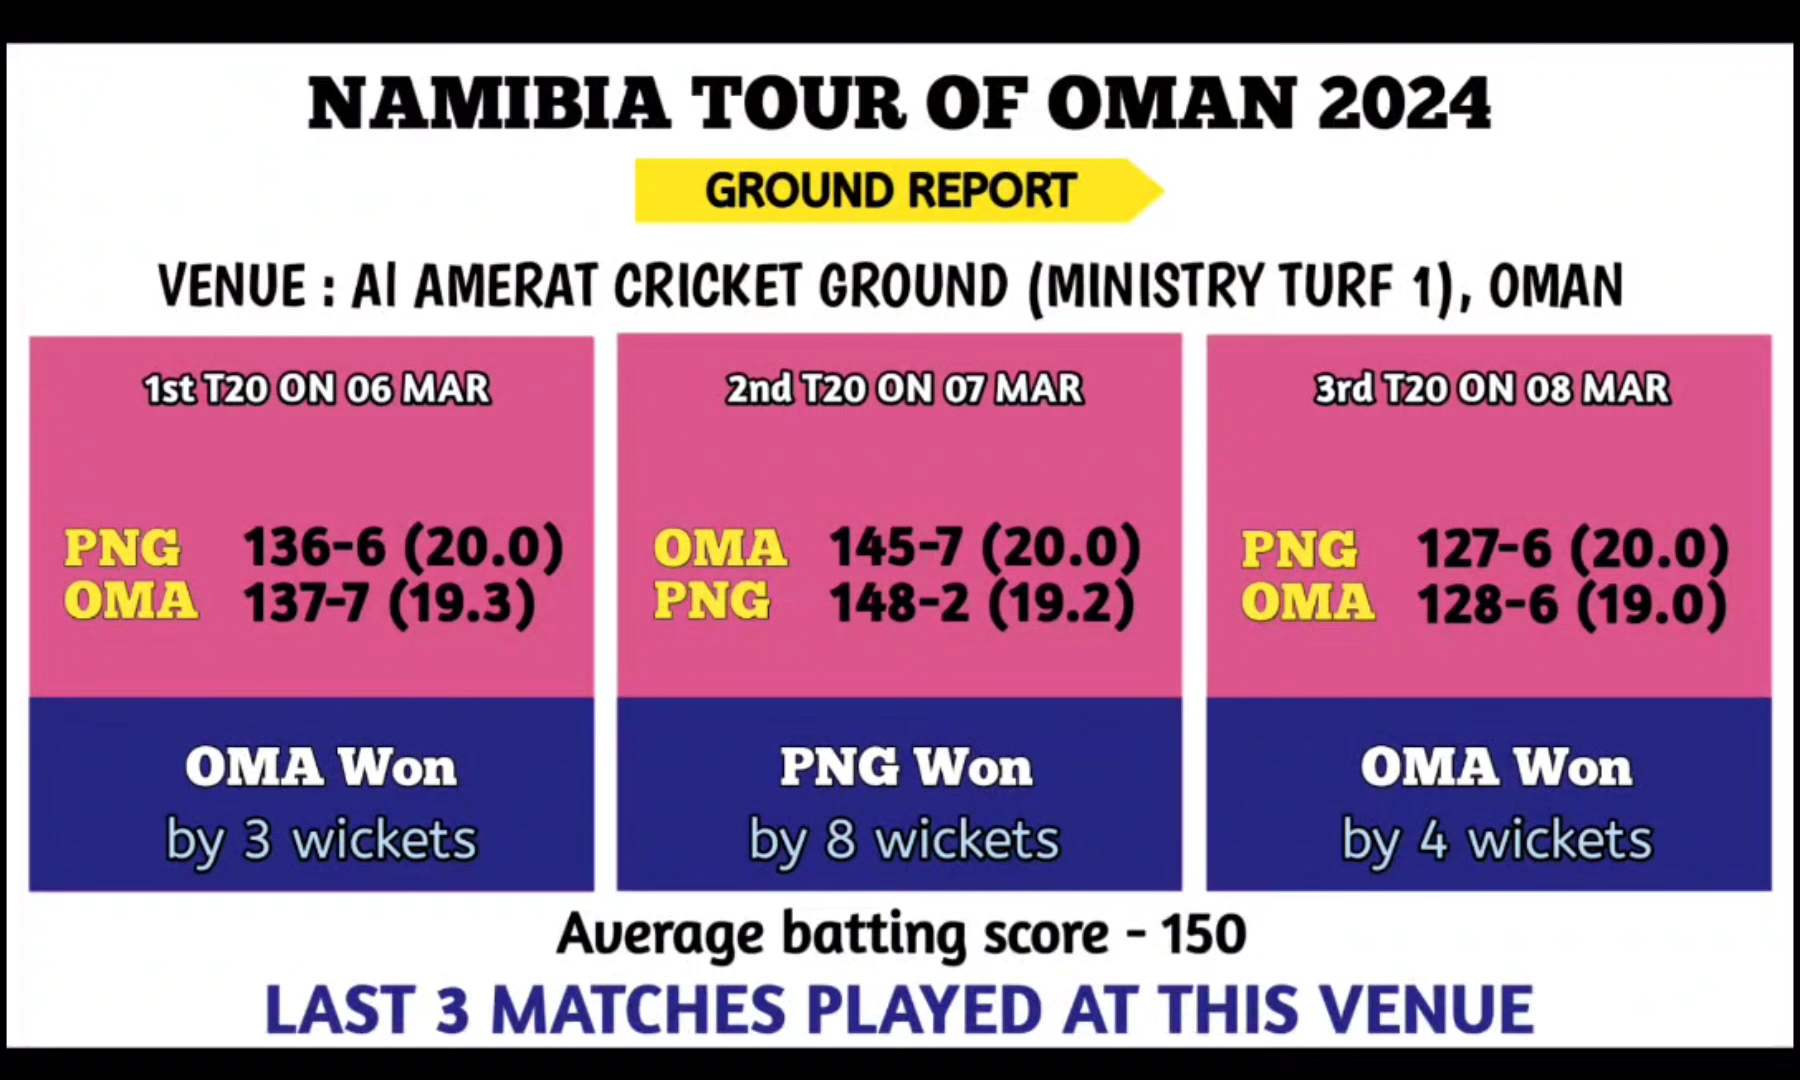 NAMIBIA TOUR OF OMAN 2024
GROUND REPORT
VENUE : Al AMERAT CRICKET GROUND (MINISTRY TURF 1), OMAN
1st T20 ON 06 MAR
PNG 136-6 (20.0)
OMA 137-7 (19.3)
OMA Won
by 3 wickets
2nd T20 ON 07 MAR
OMA 145-7 (20.0)
PNG 148-2 (19.2)
PNG Won
by 8 wickets
3rd T20 ON 08 MAR
PNG 127-6 (20.0)
OMA 128-6 (19.0)
OMA Won
by 4 wickets
Average batting score - 150
LAST 3 MATCHES PLAYED AT THIS VENUE